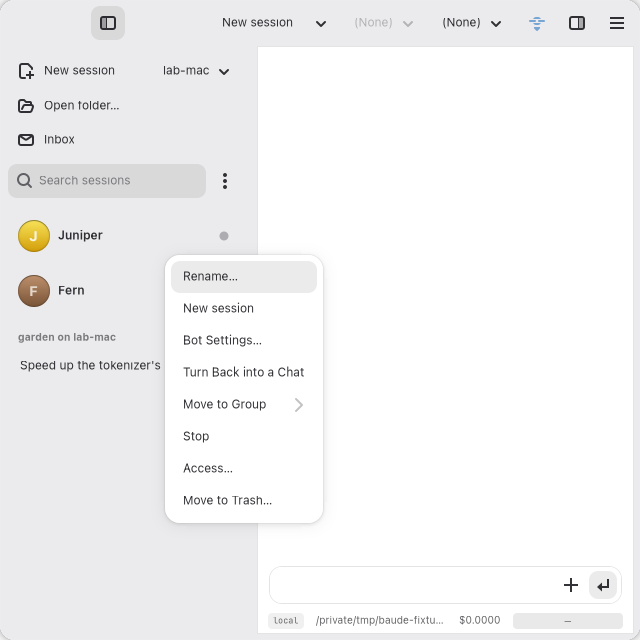 New session
(None)
(None)
New session
lab-mac
Open folder...
Inbox
Search sessions
J
Juniper
F
Fern
garden on lab-mac
Speed up the tokenizer's
Rename...
New session
Bot Settings...
Turn Back into a Chat
Move to Group
Stop
Access...
Move to Trash...
local
/private/tmp/baude-fixtu...
$0.0000
—